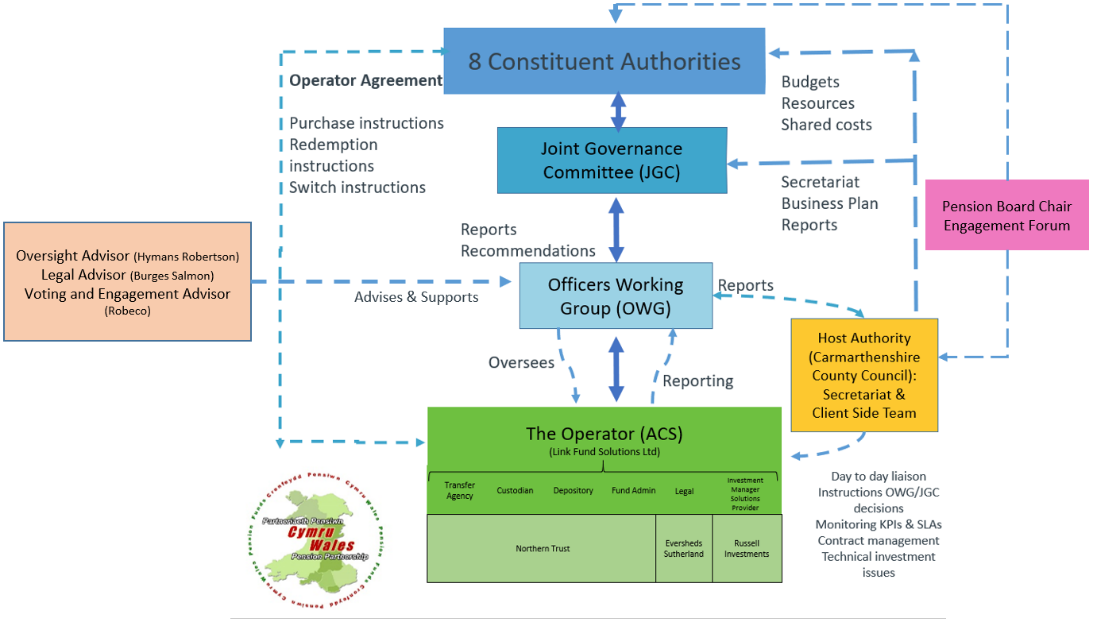 8 Constituent Authorities
Operator Agreement
Purchase instructions
Redemption
instructions
Switch instructions
Budgets
Resources
Shared costs
Joint Governance
Committee (JGC)
Secretariat
Business Plan
Reports
Pension Board Chair
Engagement Forum
Reports
Recommendations
Oversight Advisor (Hymans Robertson)
Legal Advisor (Burges Salmon)
Voting and Engagement Advisor
(Robeco)
Advises & Supports
Officers Working
Group (OWG)
Reports
Host Authority
(Carmarthenshire
County Council):
Secretariat &
Client Side Team
Oversees
Reporting
The Operator (ACS)
(Link Fund Solutions Ltd)
Transfer
Agency
Custodian
Depository
Fund Admin
Legal
Investment
Manager
Solutions
Provider
Northern Trust
Eversheds
Sutherland
Russell
Investments
Day to day liaison
Instructions OWG/JGC
decisions
Monitoring KPIs & SLAs
Contract management
Technical investment
issues
Partneriaeth Pensiwn
Cymru
Wales
Pension Partnership